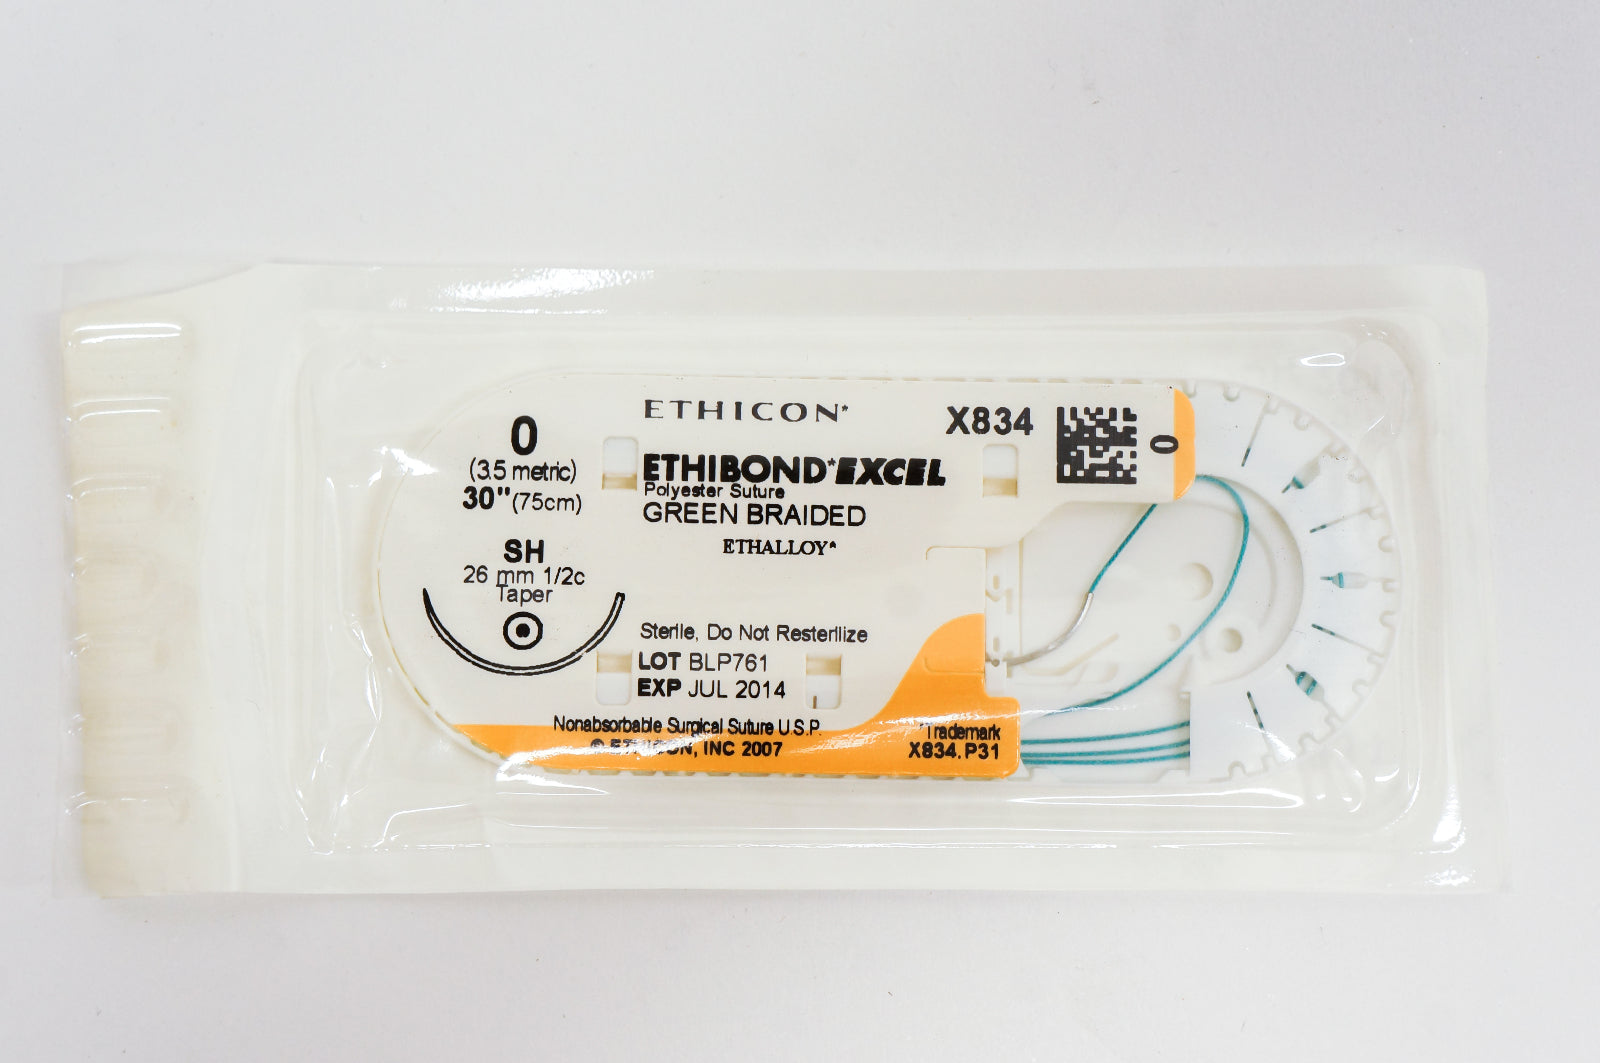 0
(3.5 metric)
30" (75cm)
SH
26 mm 1/2c
Taper
ETHICON*
X834
0
ETHIBOND*EXCEL
Polyester Suture
GREEN BRAIDED
ETHALLOY*
Sterile, Do Not Resterilize
LOT BLP761
EXP JUL 2014
Nonabsorbable Surgical Suture U.S.P.
© ETHICON, INC 2007
*Trademark
X834.P31